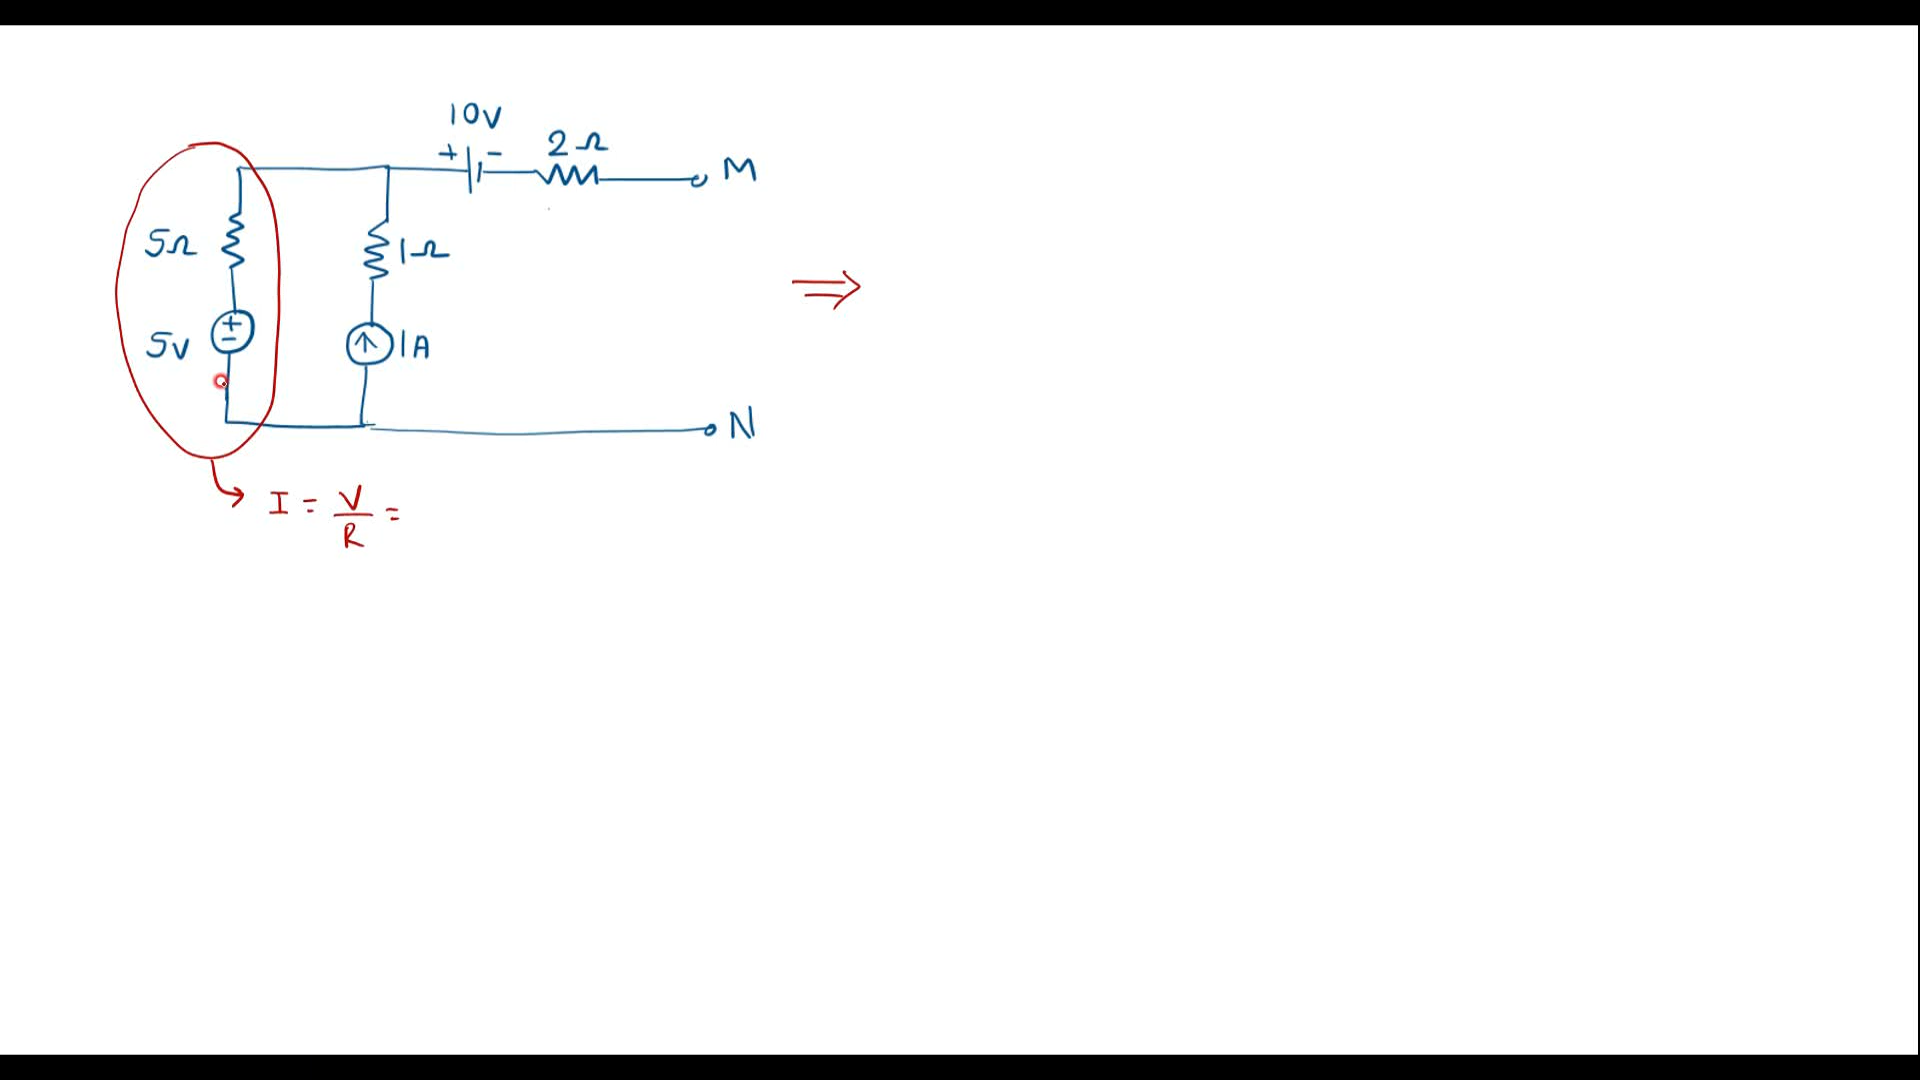 10V
+ - 2Ω
M
5Ω
1Ω
⇒
+
-
5V
↑ 1A
N
I = V/R =